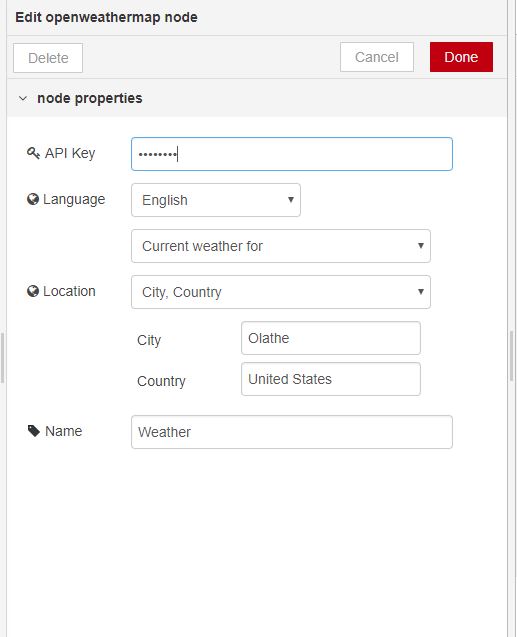 Edit openweathermap node
Delete Cancel Done
node properties
API Key ••••••••
Language English
Current weather for
Location City, Country
City Olathe
Country United States
Name Weather